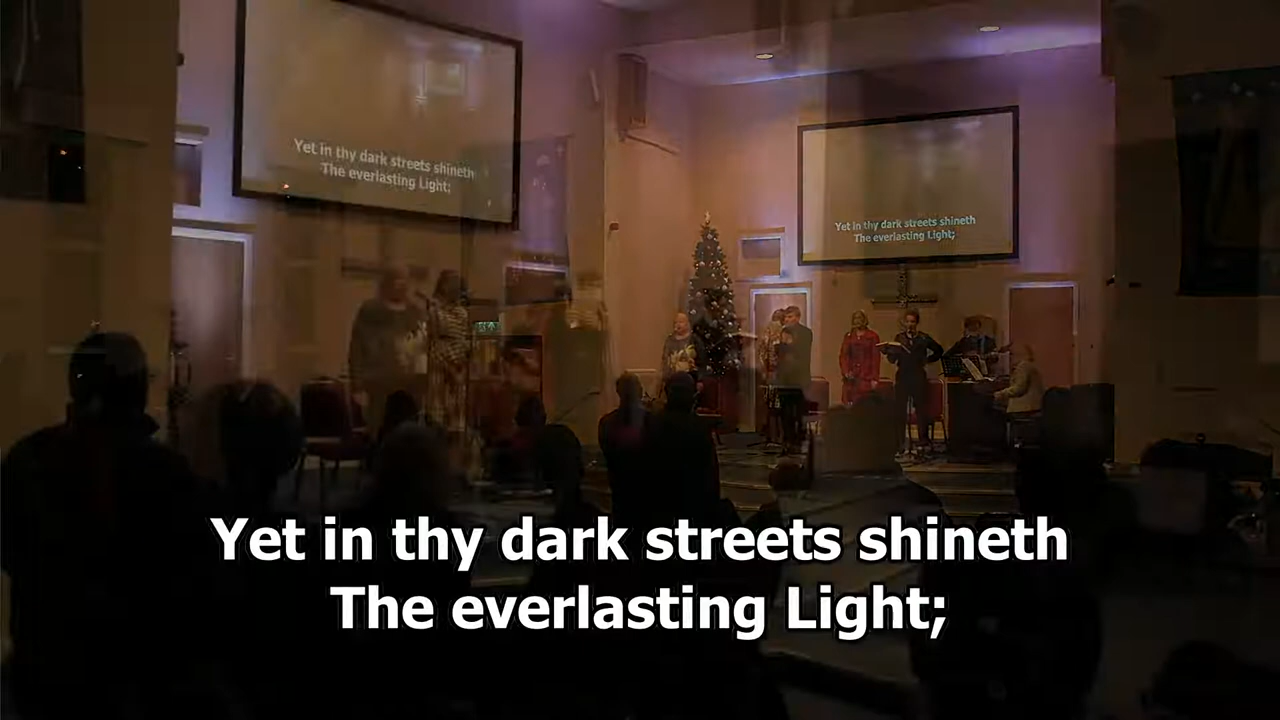 Yet in thy dark streets shineth
The everlasting Light;
Yet in thy dark streets shineth
The everlasting Light;
Yet in thy dark streets shineth
The everlasting Light;